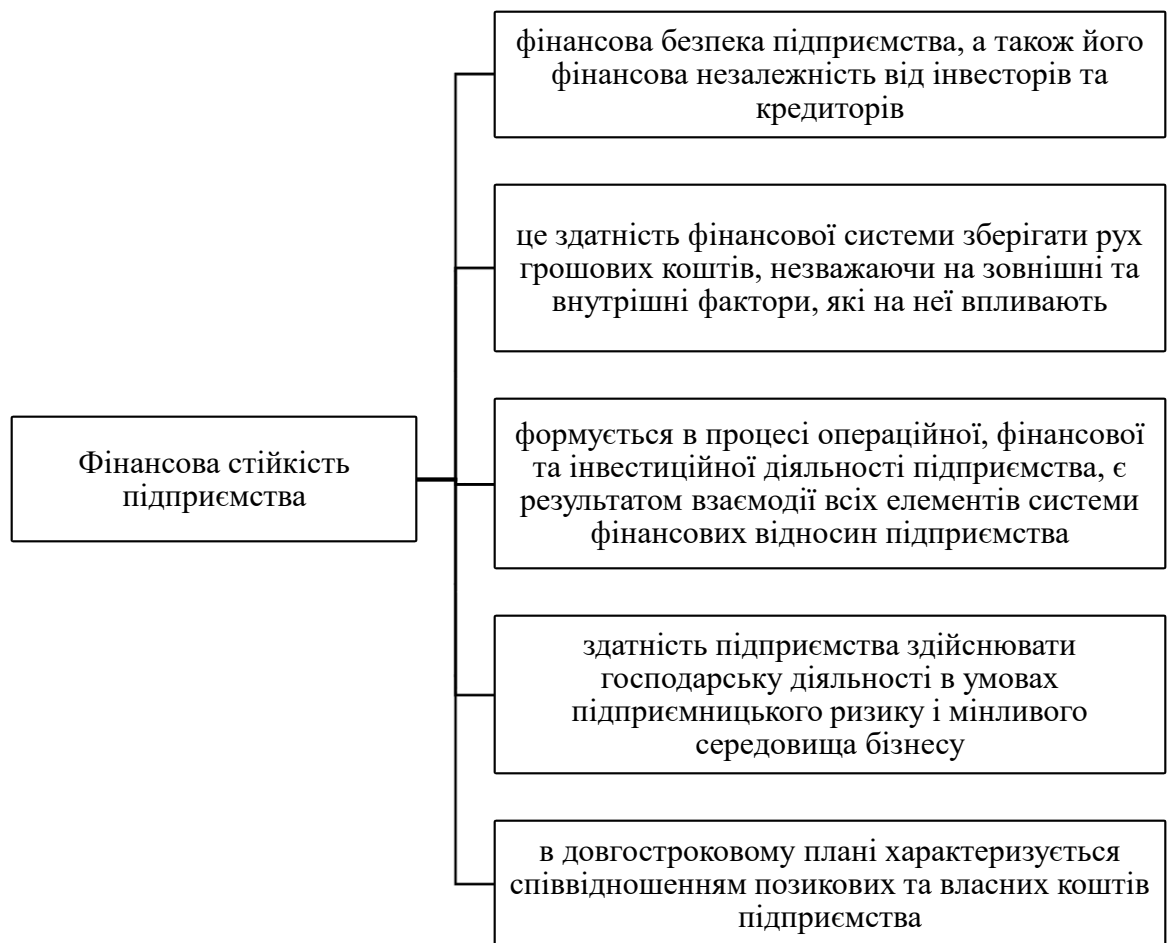 фінансова безпека підприємства, а також його
фінансова незалежність від інвесторів та
кредиторів
це здатність фінансової системи зберігати рух
грошових коштів, незважаючи на зовнішні та
внутрішні фактори, які на неї впливають
Фінансова стійкість
підприємства
формується в процесі операційної, фінансової
та інвестиційної діяльності підприємства, є
результатом взаємодії всіх елементів системи
фінансових відносин підприємства
здатність підприємства здійснювати
господарську діяльності в умовах
підприємницького ризику і мінливого
середовища бізнесу
в довгостроковому плані характеризується
співвідношенням позикових та власних коштів
підприємства